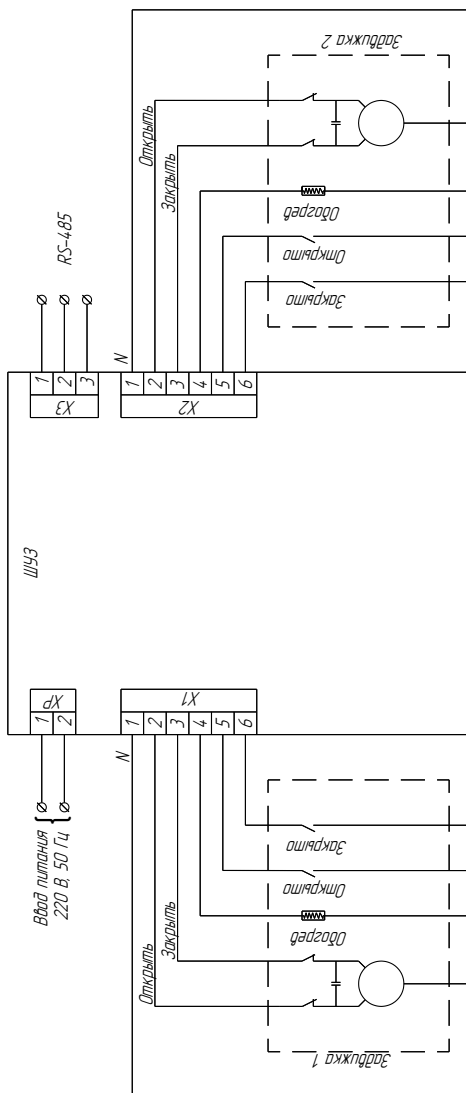 Задвижка 2
Открыть
Закрыть
Обогрев
Открыто
Закрыто
RS-485
N
1
2
3
X3
1
2
3
4
5
6
X2
ШУЗ
XP
1
2
X1
1
2
3
4
5
6
N
Ввод питания
220 В, 50 Гц
Открыть
Закрыть
Закрыто
Открыто
Обогрев
Задвижка 1